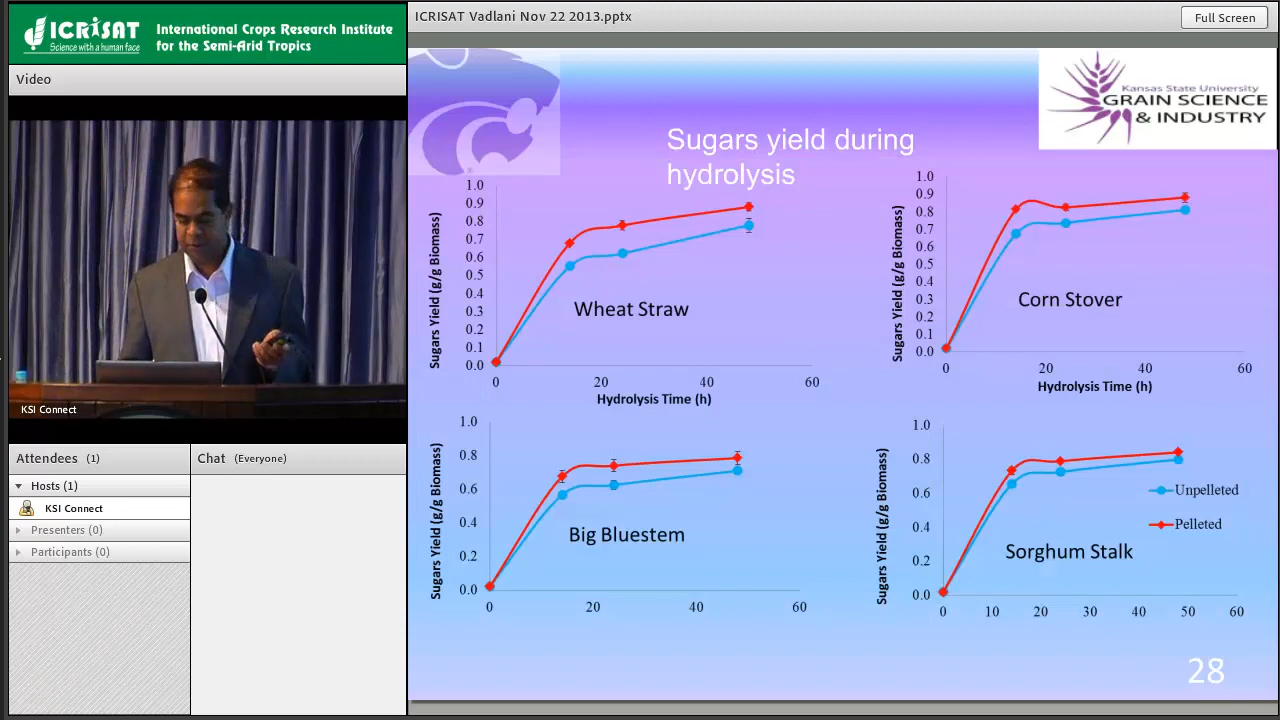 ICRISAT
Science with a human face
International Crops Research Institute
for the Semi-Arid Tropics
Video
KSI Connect
Attendees (1)
Hosts (1)
KSI Connect
Presenters (0)
Participants (0)
Chat (Everyone)
ICRISAT Vadlani Nov 22 2013.pptx
Full Screen
Kansas State University
GRAIN SCIENCE
& INDUSTRY
Sugars yield during
hydrolysis
Sugars Yield (g/g Biomass)
1.0
0.9
0.8
0.7
0.6
0.5
0.4
0.3
0.2
0.1
0.0
Wheat Straw
0 20 40 60
Hydrolysis Time (h)
Sugars Yield (g/g Biomass)
1.0
0.9
0.8
0.7
0.6
0.5
0.4
0.3
0.2
0.1
0.0
Corn Stover
0 20 40 60
Hydrolysis Time (h)
Sugars Yield (g/g Biomass)
1.0
0.8
0.6
0.4
0.2
0.0
Big Bluestem
0 20 40 60
Sugars Yield (g/g Biomass)
1.0
0.8
0.6
0.4
0.2
0.0
Unpelleted
Pelleted
Sorghum Stalk
0 10 20 30 40 50 60
28